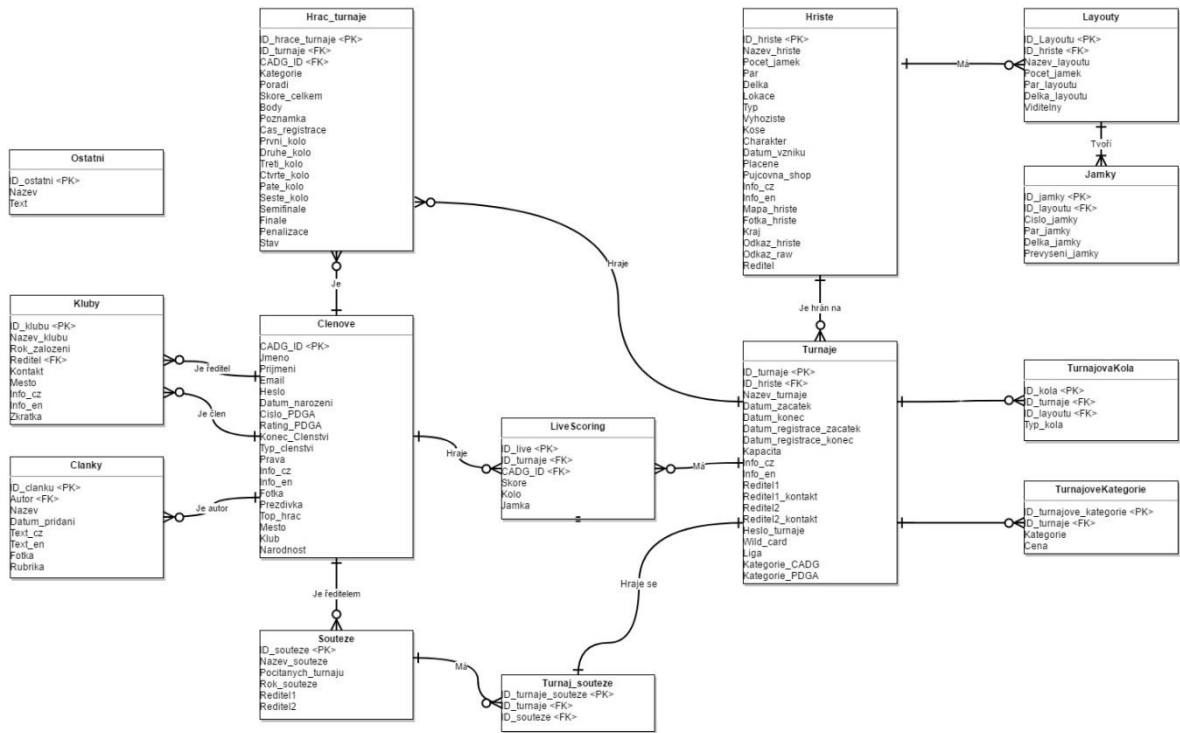 Hrac_turnaje
ID_hrace_turnaje <PK>
ID_turnaje <FK>
CADG_ID <FK>
Kategorie
Poradi
Skore_celkem
Body
Poznamka
Cas_registrace
Prvni_kolo
Druhe_kolo
Treti_kolo
Ctvrte_kolo
Pate_kolo
Seste_kolo
Semifinale
Finale
Penalizace
Stav
Hriste
ID_hriste <PK>
Nazev_hriste
Pocet_jamek
Par
Delka
Lokace
Typ
Vyhoziste
Kose
Charakter
Datum_vzniku
Placene
Pujcovna_shop
Info_cz
Info_en
Mapa_hriste
Fotka_hriste
Kraj
Odkaz_hriste
Odkaz_raw
Reditel
Má
Layouty
ID_Layoutu <PK>
ID_hriste <FK>
Nazev_layoutu
Pocet_jamek
Par_layoutu
Delka_layoutu
Viditelny
Tvoří
Jamky
ID_jamky <PK>
ID_layoutu <FK>
Cislo_jamky
Par_jamky
Delka_jamky
Prevyseni_jamky
Ostatni
ID_ostatni <PK>
Nazev
Text
Hraje
Je
Je hrán na
Kluby
ID_klubu <PK>
Nazev_klubu
Rok_zalozeni
Reditel <FK>
Kontakt
Mesto
Info_cz
Info_en
Zkratka
Je ředitel
Je člen
Clenove
CADG_ID <PK>
Jmeno
Prijmeni
Email
Heslo
Datum_narozeni
Cislo_PDGA
Rating_PDGA
Konec_Clenstvi
Typ_clenstvi
Prava
Info_cz
Info_en
Fotka
Prezdivka
Top_hrac
Mesto
Klub
Narodnost
Turnaje
ID_turnaje <PK>
ID_hriste <FK>
Nazev_turnaje
Datum_zacatek
Datum_konec
Datum_registrace_zacatek
Datum_registrace_konec
Kapacita
Info_cz
Info_en
Reditel1
Reditel1_kontakt
Reditel2
Reditel2_kontakt
Heslo_turnaje
Wild_card
Liga
Kategorie_CADG
Kategorie_PDGA
TurnajovaKola
ID_kola <PK>
ID_turnaje <FK>
ID_layoutu <FK>
Typ_kola
Hraje
LiveScoring
ID_live <PK>
ID_turnaje <FK>
CADG_ID <FK>
Skore
Kolo
Jamka
Má
Clanky
ID_clanku <PK>
Autor <FK>
Nazev
Datum_pridani
Text_cz
Text_en
Fotka
Rubrika
Je autor
TurnajoveKategorie
ID_turnajove_kategorie <PK>
ID_turnaje <FK>
Kategorie
Cena
Je ředitelem
Hraje se
Souteze
ID_souteze <PK>
Nazev_souteze
Pocitanych_turnaju
Rok_souteze
Reditel1
Reditel2
Má
Turnaj_souteze
ID_turnaje_souteze <PK>
ID_turnaje <FK>
ID_souteze <FK>